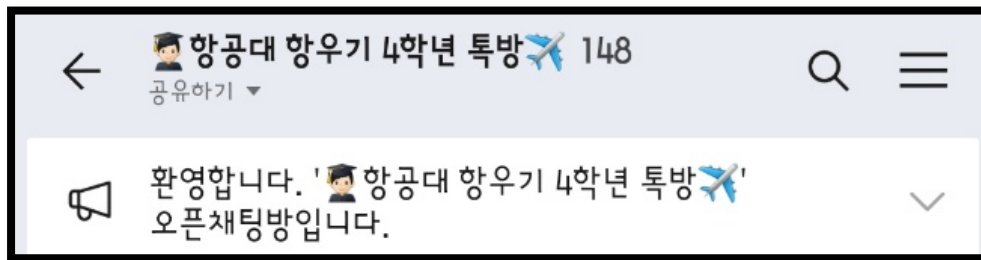 👨🏻‍🎓항공대 항우기 4학년 톡방✈️ 148
공유하기 ▼
환영합니다. '👨🏻‍🎓항공대 항우기 4학년 톡방✈️'
오픈채팅방입니다.